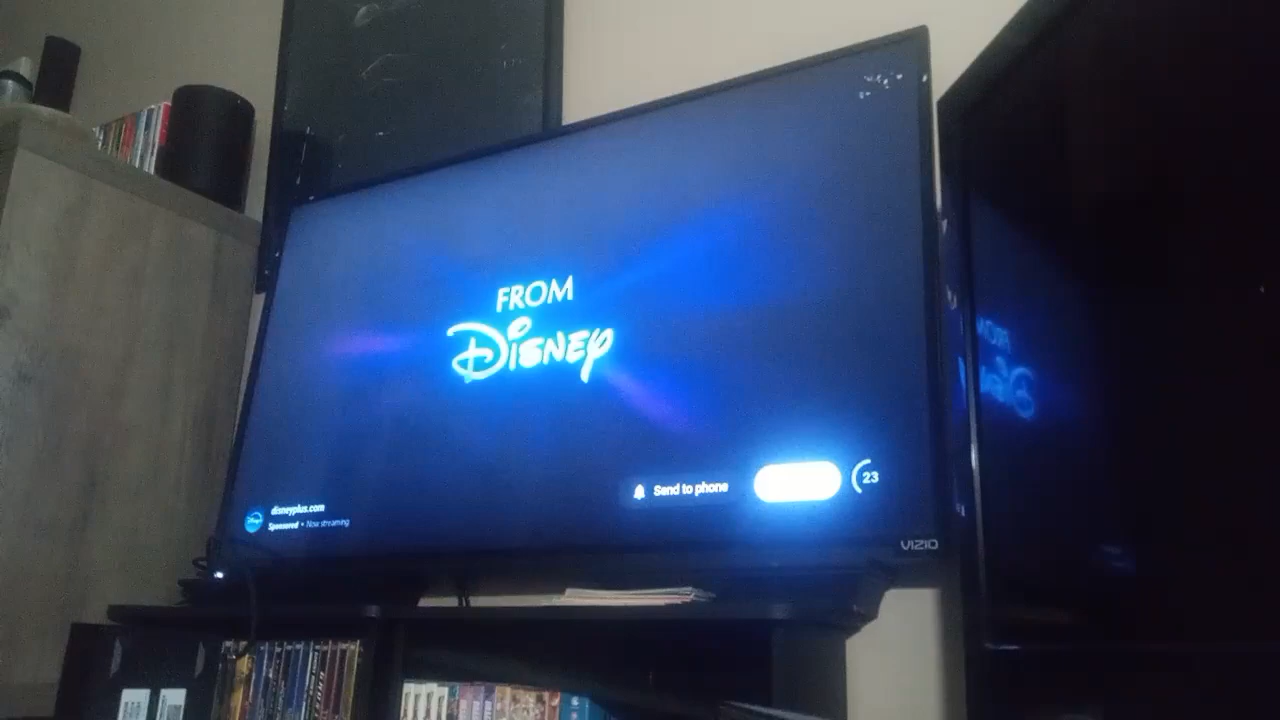 FROM
Disney
Send to phone
23
disneyplus.com
Sponsored • Now streaming
VIZIO